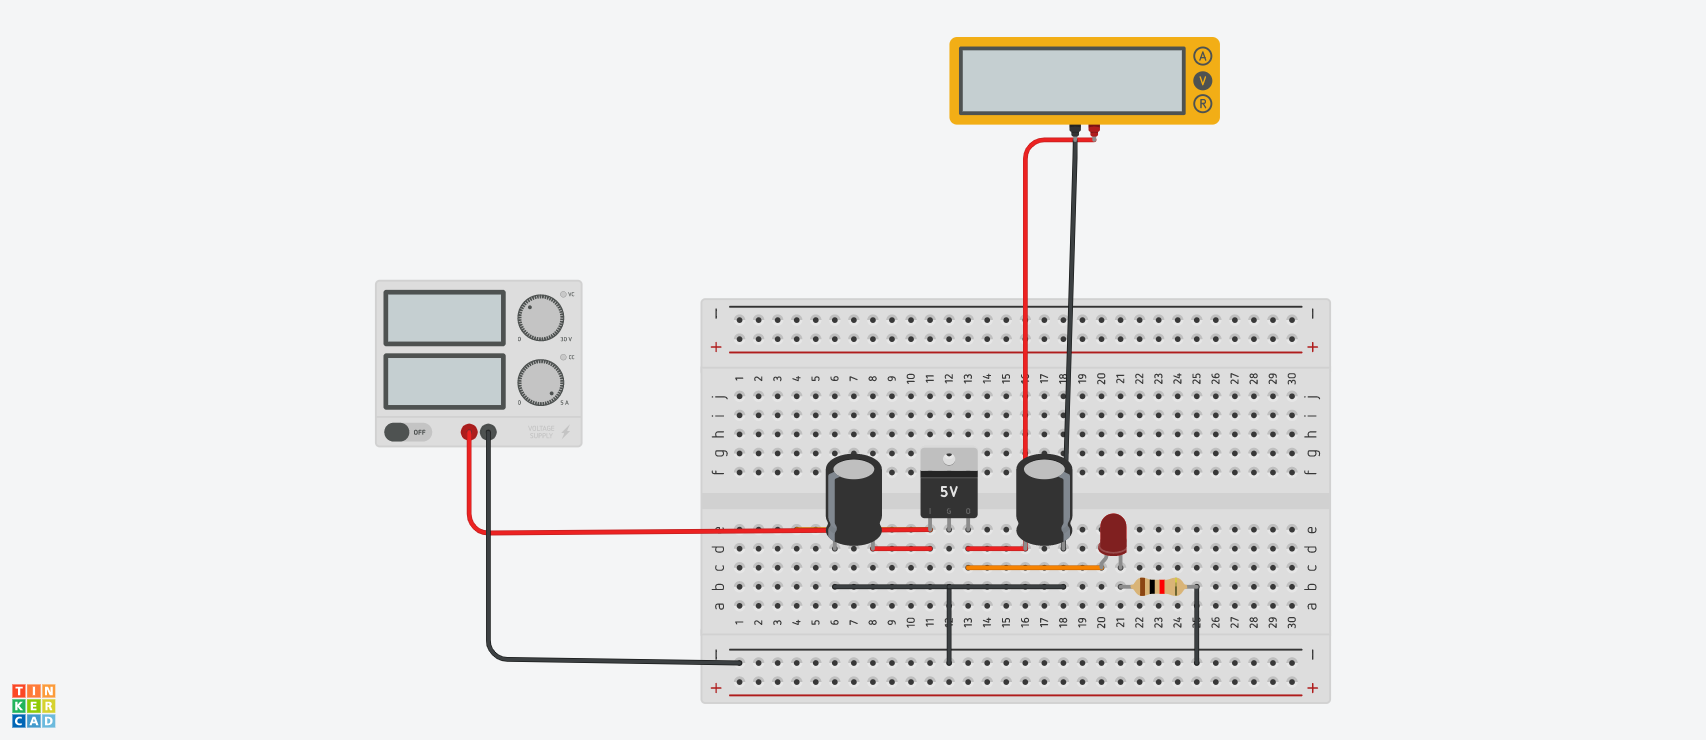 A
V
R
VC
0 30 V
CC
0 5 A
OFF
VOLTAGE
SUPPLY
− −
+ +
1 2 3 4 5 6 7 8 9 10 11 12 13 14 15 16 17 18 19 20 21 22 23 24 25 26 27 28 29 30
j j
i i
h h
g g
f f
5V
I G O
e e
d d
c c
b b
a a
1 2 3 4 5 6 7 8 9 10 11 12 13 14 15 16 17 18 19 20 21 22 23 24 25 26 27 28 29 30
− −
+ +
TIN
KER
CAD